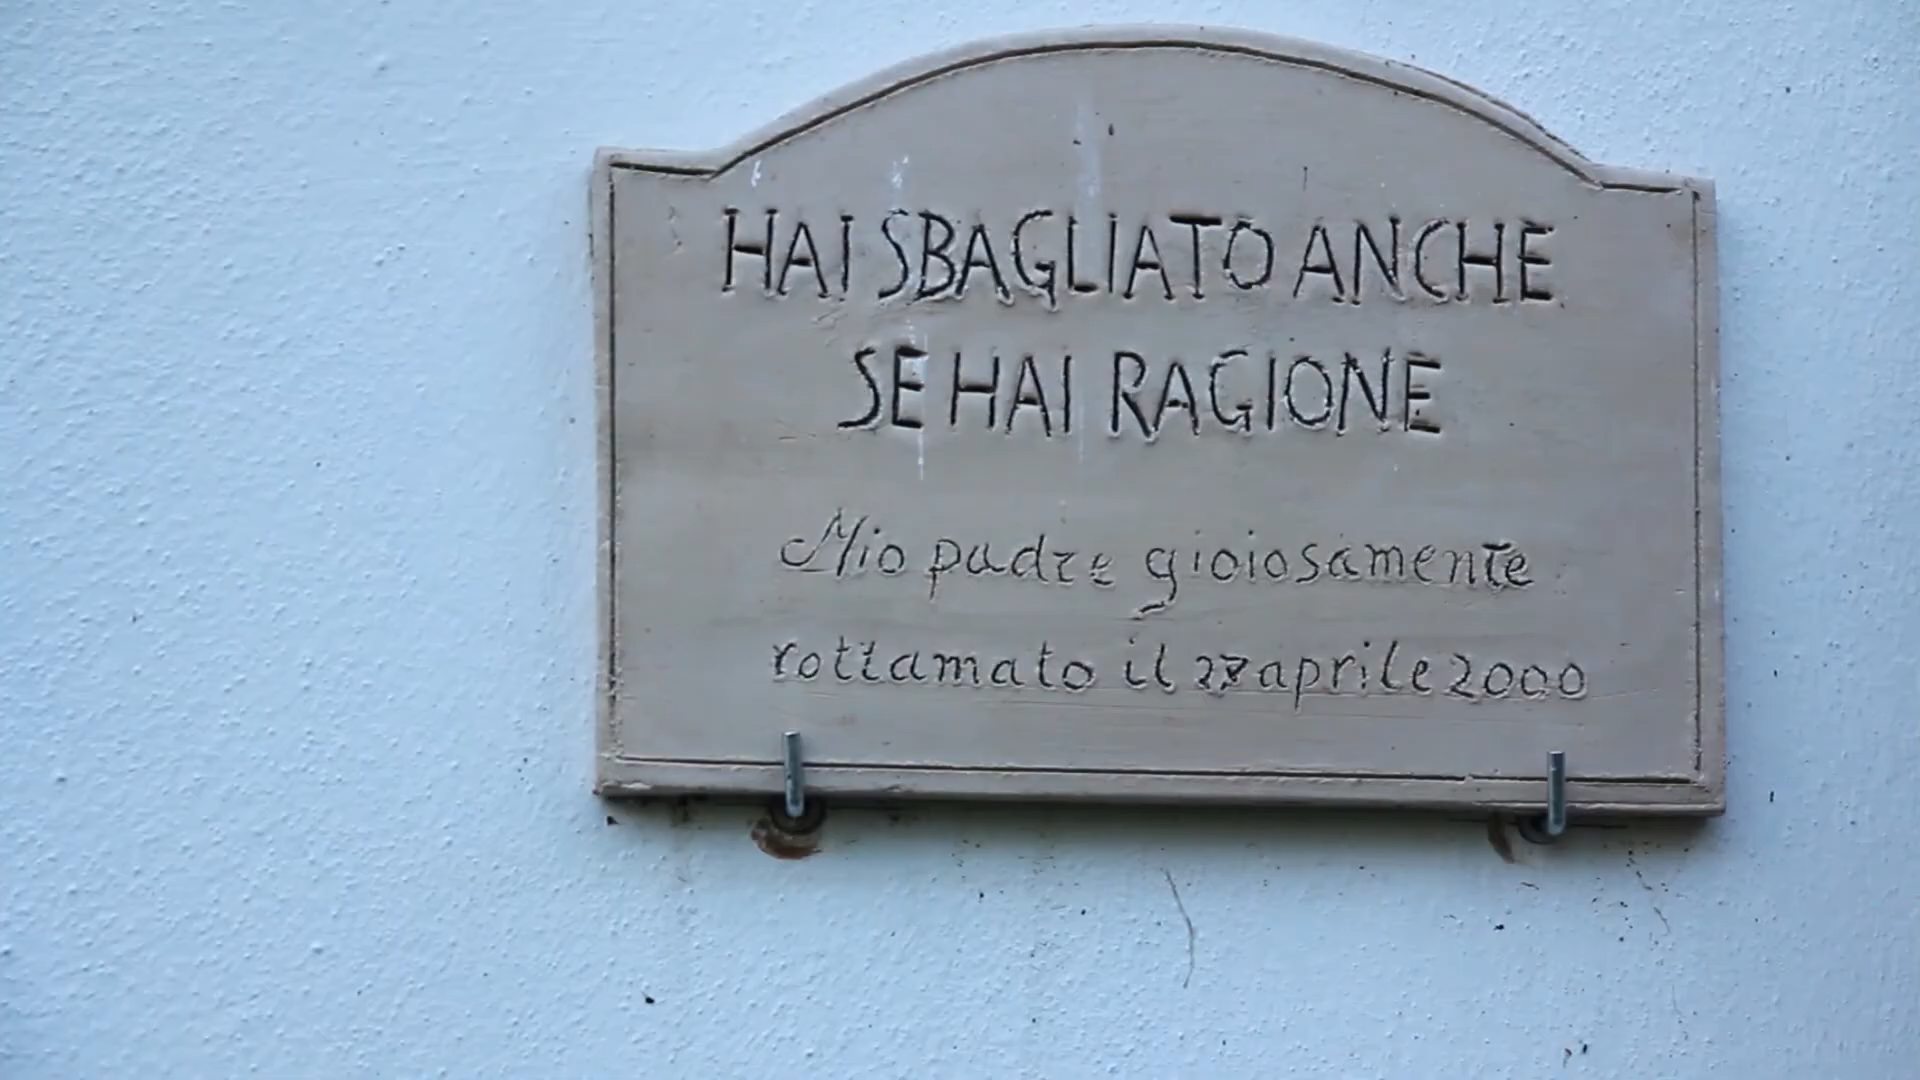 HAI SBAGLIATO ANCHE
SE HAI RAGIONE
Mio padre gioiosamente
rottamato il 27 aprile 2000